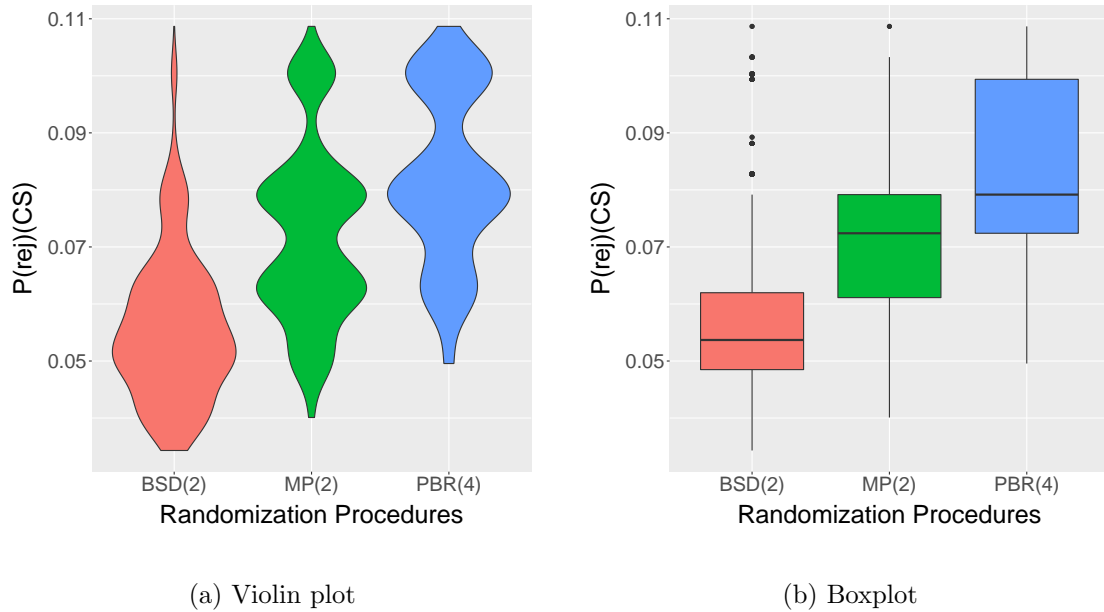 0.11
0.09
0.07
0.05
P(rej)(CS)
BSD(2) MP(2) PBR(4)
Randomization Procedures
(a) Violin plot
0.11
0.09
0.07
0.05
P(rej)(CS)
BSD(2) MP(2) PBR(4)
Randomization Procedures
(b) Boxplot